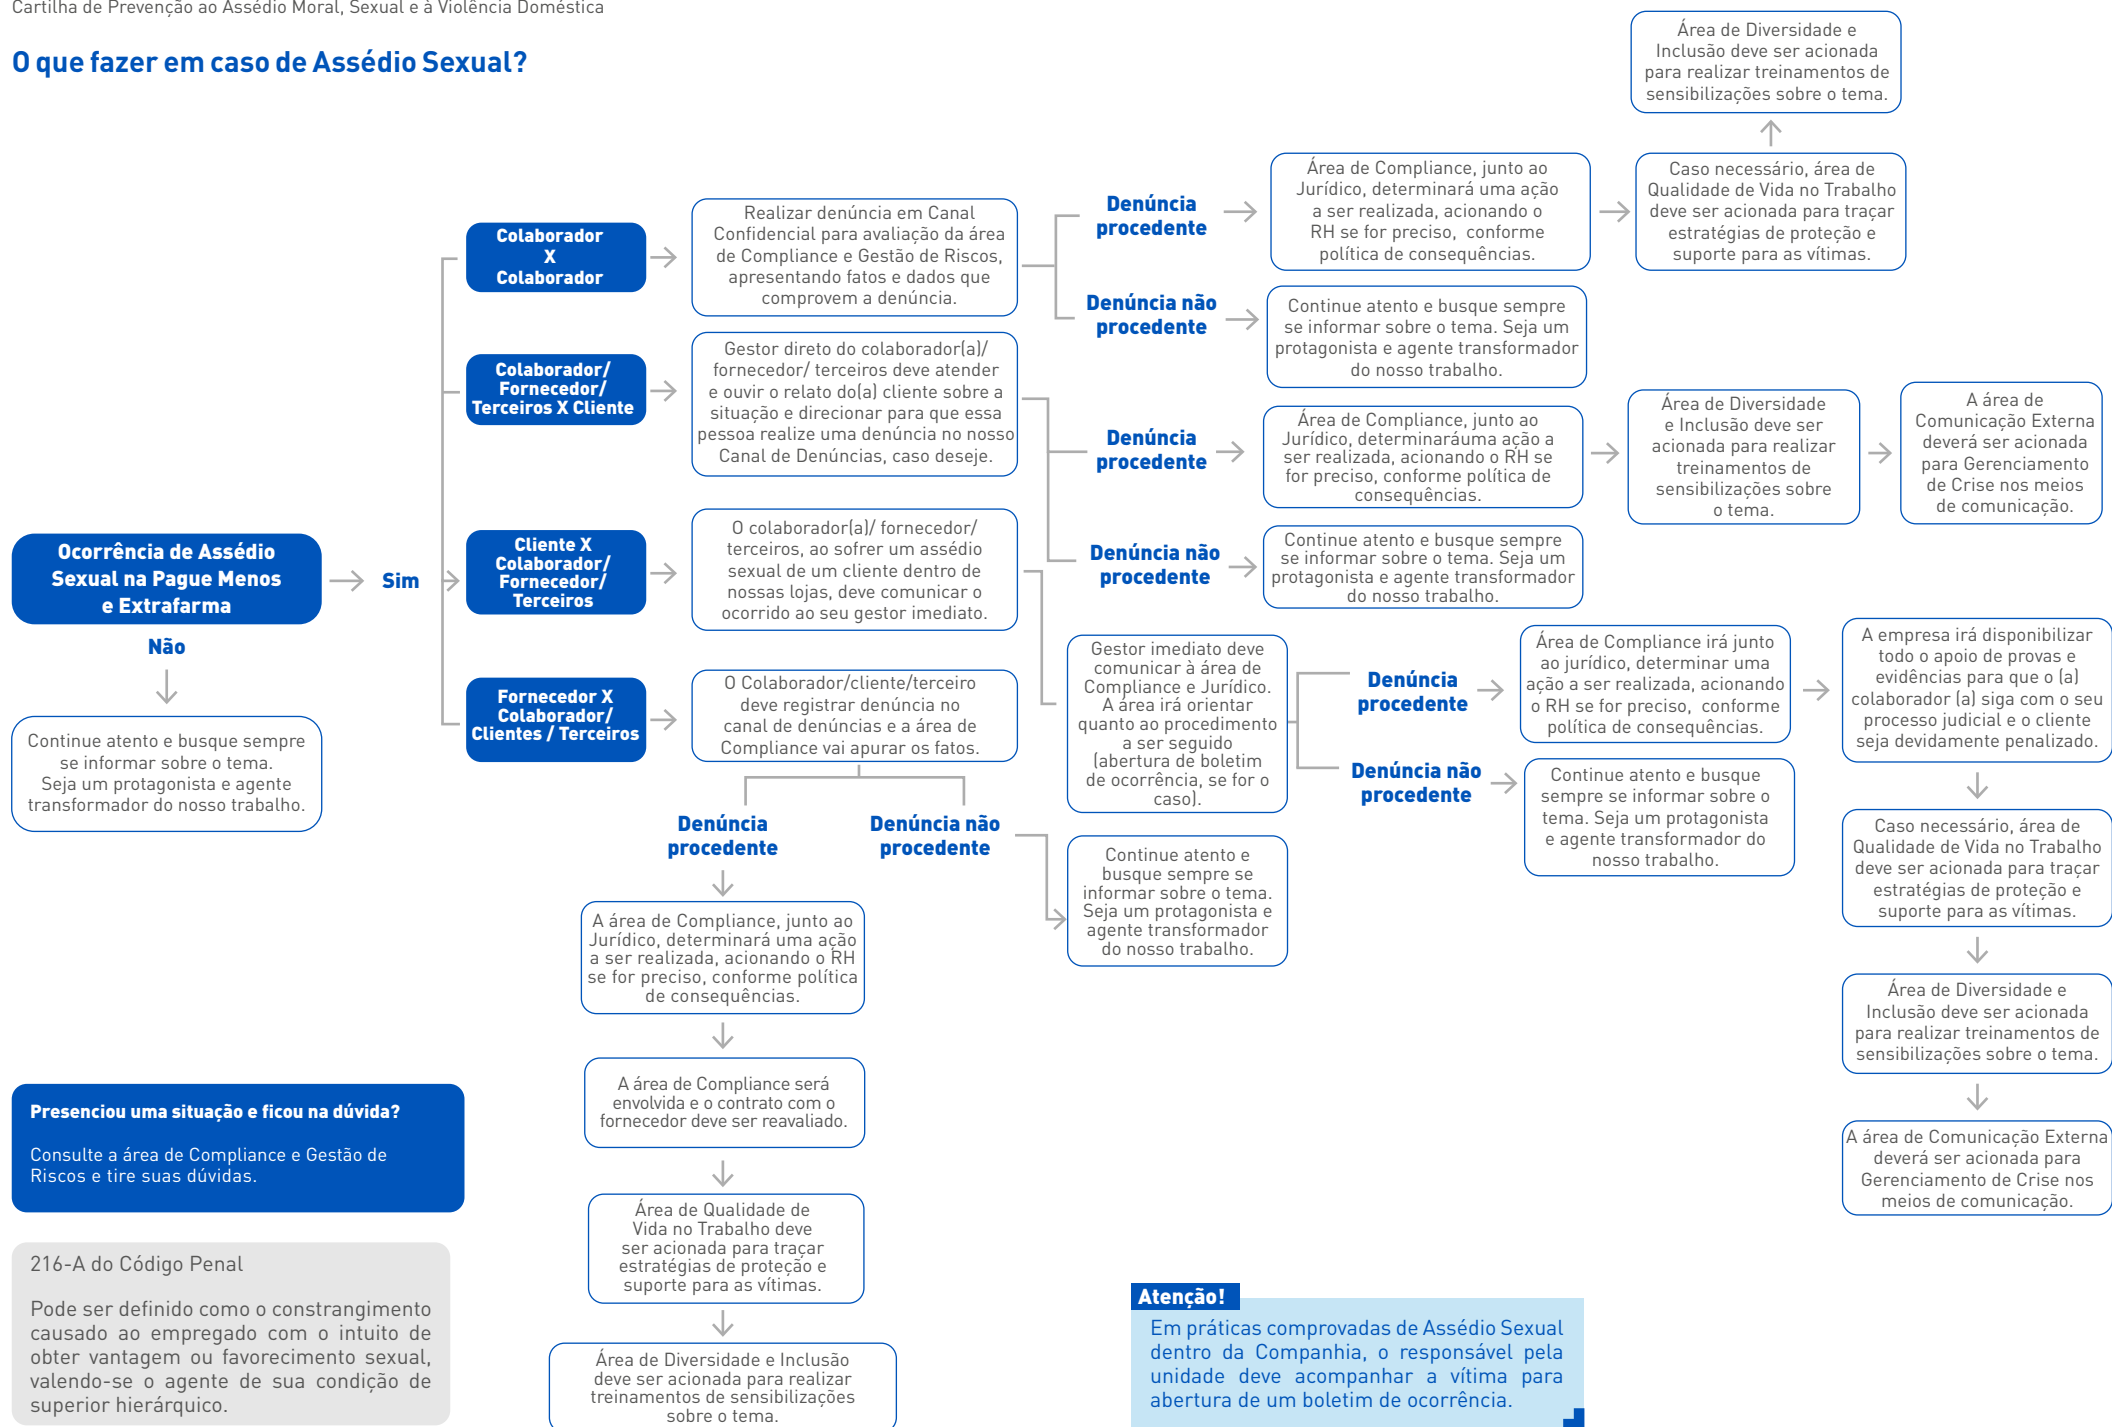 Cartilha de Prevenção ao Assédio Moral, Sexual e à Violência Doméstica
O que fazer em caso de Assédio Sexual?
Ocorrência de Assédio
Sexual na Pague Menos
e Extrafarma
Sim
Não
Continue atento e busque sempre
se informar sobre o tema.
Seja um protagonista e agente
transformador do nosso trabalho.
Colaborador
X
Colaborador
Realizar denúncia em Canal
Confidencial para avaliação da área
de Compliance e Gestão de Riscos,
apresentando fatos e dados que
comprovem a denúncia.
Denúncia
procedente
Área de Compliance, junto ao
Jurídico, determinará uma ação
a ser realizada, acionando o
RH se for preciso, conforme
política de consequências.
Caso necessário, área de
Qualidade de Vida no Trabalho
deve ser acionada para traçar
estratégias de proteção e
suporte para as vítimas.
Área de Diversidade e
Inclusão deve ser acionada
para realizar treinamentos de
sensibilizações sobre o tema.
Denúncia não
procedente
Continue atento e busque sempre
se informar sobre o tema. Seja um
protagonista e agente transformador
do nosso trabalho.
Colaborador/
Fornecedor/
Terceiros X Cliente
Gestor direto do colaborador(a)/
fornecedor/ terceiros deve atender
e ouvir o relato do(a) cliente sobre a
situação e direcionar para que essa
pessoa realize uma denúncia no nosso
Canal de Denúncias, caso deseje.
Denúncia
procedente
Área de Compliance, junto ao
Jurídico, determinaráuma ação a
ser realizada, acionando o RH se
for preciso, conforme política de
consequências.
Área de Diversidade
e Inclusão deve ser
acionada para realizar
treinamentos de
sensibilizações sobre
o tema.
A área de
Comunicação Externa
deverá ser acionada
para Gerenciamento
de Crise nos meios
de comunicação.
Denúncia não
procedente
Continue atento e busque sempre
se informar sobre o tema. Seja um
protagonista e agente transformador
do nosso trabalho.
Cliente X
Colaborador/
Fornecedor/
Terceiros
O colaborador(a)/ fornecedor/
terceiros, ao sofrer um assédio
sexual de um cliente dentro de
nossas lojas, deve comunicar o
ocorrido ao seu gestor imediato.
Gestor imediato deve
comunicar à área de
Compliance e Jurídico.
A área irá orientar
quanto ao procedimento
a ser seguido
(abertura de boletim
de ocorrência, se for o
caso).
Denúncia
procedente
Área de Compliance irá junto
ao jurídico, determinar uma
ação a ser realizada, acionando
o RH se for preciso, conforme
política de consequências.
A empresa irá disponibilizar
todo o apoio de provas e
evidências para que o (a)
colaborador (a) siga com o seu
processo judicial e o cliente
seja devidamente penalizado.
Caso necessário, área de
Qualidade de Vida no Trabalho
deve ser acionada para traçar
estratégias de proteção e
suporte para as vítimas.
Área de Diversidade e
Inclusão deve ser acionada
para realizar treinamentos de
sensibilizações sobre o tema.
A área de Comunicação Externa
deverá ser acionada para
Gerenciamento de Crise nos
meios de comunicação.
Denúncia não
procedente
Continue atento e busque
sempre se informar sobre o
tema. Seja um protagonista
e agente transformador do
nosso trabalho.
Fornecedor X
Colaborador/
Clientes / Terceiros
O Colaborador/cliente/terceiro
deve registrar denúncia no
canal de denúncias e a área de
Compliance vai apurar os fatos.
Denúncia
procedente
A área de Compliance, junto ao
Jurídico, determinará uma ação
a ser realizada, acionando o RH
se for preciso, conforme política
de consequências.
A área de Compliance será
envolvida e o contrato com o
fornecedor deve ser reavaliado.
Área de Qualidade de
Vida no Trabalho deve
ser acionada para traçar
estratégias de proteção e
suporte para as vítimas.
Área de Diversidade e Inclusão
deve ser acionada para realizar
treinamentos de sensibilizações
sobre o tema.
Denúncia não
procedente
Continue atento e
busque sempre se
informar sobre o tema.
Seja um protagonista e
agente transformador
do nosso trabalho.
Presenciou uma situação e ficou na dúvida?
Consulte a área de Compliance e Gestão de
Riscos e tire suas dúvidas.
216-A do Código Penal
Pode ser definido como o constrangimento
causado ao empregado com o intuito de
obter vantagem ou favorecimento sexual,
valendo-se o agente de sua condição de
superior hierárquico.
Atenção!
Em práticas comprovadas de Assédio Sexual
dentro da Companhia, o responsável pela
unidade deve acompanhar a vítima para
abertura de um boletim de ocorrência.